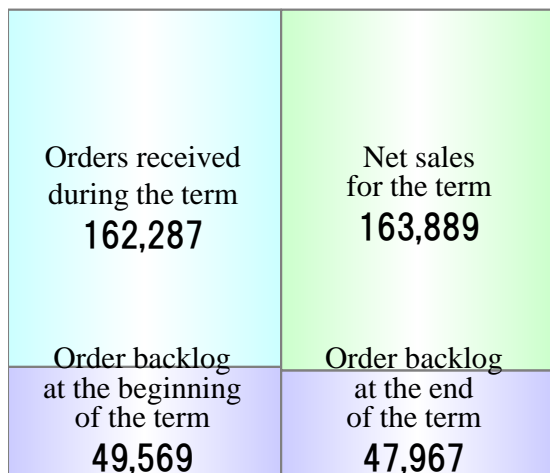 Orders received
during the term
162,287
Net sales
for the term
163,889
Order backlog
at the beginning
of the term
49,569
Order backlog
at the end
of the term
47,967